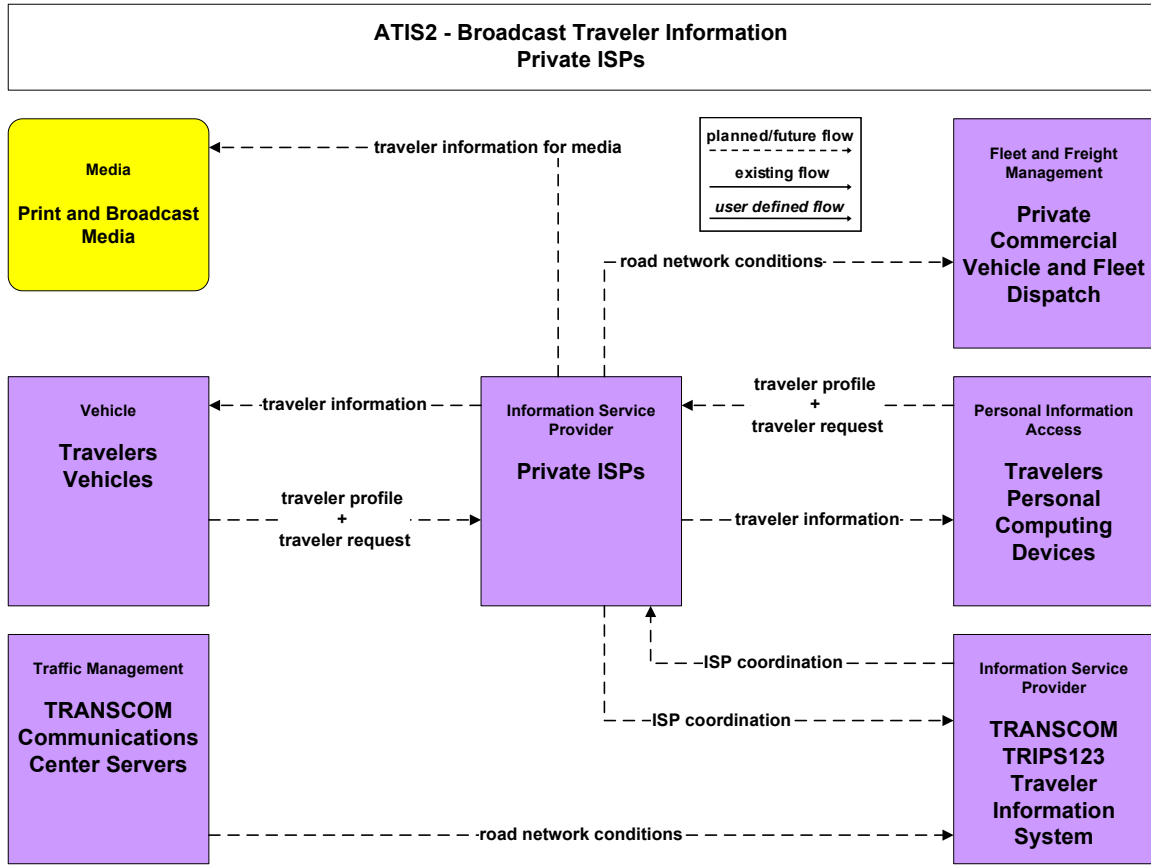 ATIS2 - Broadcast Traveler Information
Private ISPs
Media
Print and Broadcast
Media
traveler information for media
planned/future flow
existing flow
user defined flow
Fleet and Freight
Management
Private
Commercial
Vehicle and Fleet
Dispatch
road network conditions
Vehicle
Travelers
Vehicles
traveler information
traveler profile
+
traveler request
Information Service
Provider
Private ISPs
traveler profile
+
traveler request
traveler information
Personal Information
Access
Travelers
Personal
Computing
Devices
Traffic Management
TRANSCOM
Communications
Center Servers
ISP coordination
ISP coordination
road network conditions
Information Service
Provider
TRANSCOM
TRIPS123
Traveler
Information
System